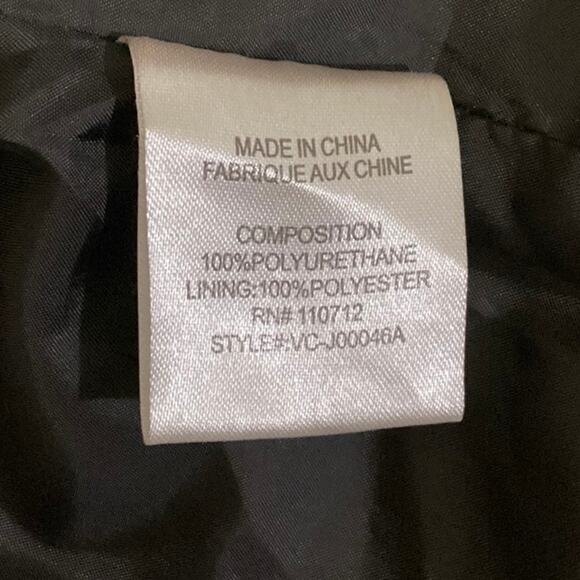 MADE IN CHINA
FABRIQUE AUX CHINE
COMPOSITION
100%POLYURETHANE
LINING:100%POLYESTER
RN# 110712
STYLE#:VC-J00046A